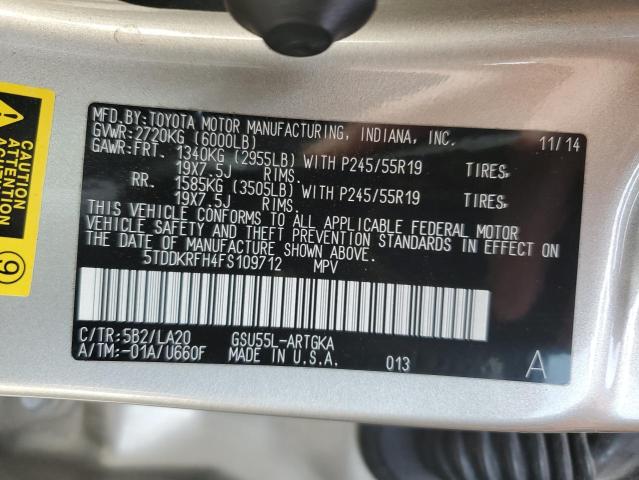 MFD.BY:TOYOTA MOTOR MANUFACTURING, INDIANA, INC. 11/14
GVWR:2720KG (6000LB)
GAWR:FRT. 1340KG (2955LB) WITH P245/55R19 TIRES,
19X7.5J RIMS.
RR. 1585KG (3505LB) WITH P245/55R19 TIRES,
19X7.5J RIMS.
THIS VEHICLE CONFORMS TO ALL APPLICABLE FEDERAL MOTOR
VEHICLE SAFETY AND THEFT PREVENTION STANDARDS IN EFFECT ON
THE DATE OF MANUFACTURE SHOWN ABOVE.
5TDDKRFH4FS109712 MPV
C/TR:5B2/LA20 GSU55L-ARTGKA
A/TM:-01A/U660F MADE IN U.S.A. 013 A
CAUTION
ATTENTION
9